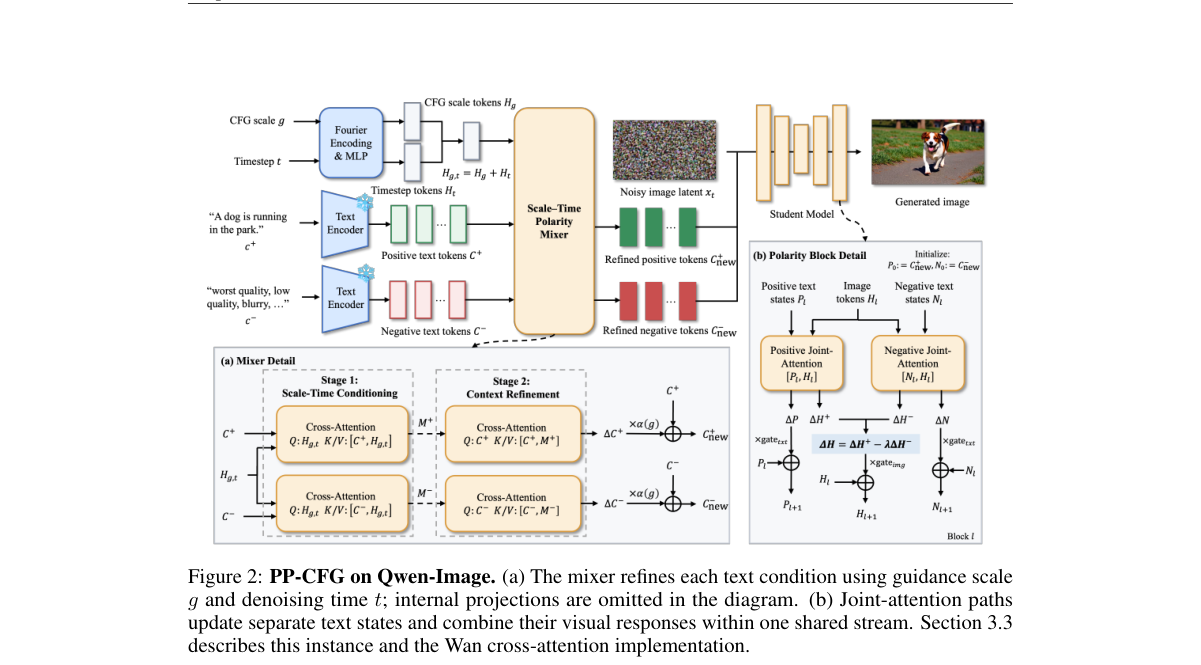 CFG scale g
Timestep t
Fourier
Encoding
& MLP
CFG scale tokens H_g
H_{g,t} = H_g + H_t
Timestep tokens H_t
"A dog is running
in the park."
c⁺
Text
Encoder
Positive text tokens C⁺
"worst quality, low
quality, blurry, …"
c⁻
Text
Encoder
Negative text tokens C⁻
Scale–Time
Polarity
Mixer
Noisy image latent x_t
Refined positive tokens C⁺_new
Refined negative tokens C⁻_new
Student Model
Generated image
(a) Mixer Detail
Stage 1:
Scale-Time Conditioning
Stage 2:
Context Refinement
C⁺
H_{g,t}
C⁻
Cross-Attention
Q: H_{g,t} K/V: [C⁺, H_{g,t}]
M⁺
Cross-Attention
Q: C⁺ K/V: [C⁺, M⁺]
ΔC⁺
×α(g)
C⁺
C⁺_new
Cross-Attention
Q: H_{g,t} K/V: [C⁻, H_{g,t}]
M⁻
Cross-Attention
Q: C⁻ K/V: [C⁻, M⁻]
ΔC⁻
×α(g)
C⁻
C⁻_new
(b) Polarity Block Detail
Initialize:
P₀: = C⁺_new, N₀: = C⁻_new
Positive text
states P_l
Image
tokens H_l
Negative text
states N_l
Positive Joint-
Attention
[P_l, H_l]
Negative Joint-
Attention
[N_l, H_l]
ΔP ΔH⁺ ΔH⁻ ΔN
×gate_txt
ΔH = ΔH⁺ − λΔH⁻
×gate_txt
×gate_img
P_l
H_l
N_l
P_{l+1}
H_{l+1}
N_{l+1}
Block l
Figure 2: PP-CFG on Qwen-Image. (a) The mixer refines each text condition using guidance scale
g and denoising time t; internal projections are omitted in the diagram. (b) Joint-attention paths
update separate text states and combine their visual responses within one shared stream. Section 3.3
describes this instance and the Wan cross-attention implementation.